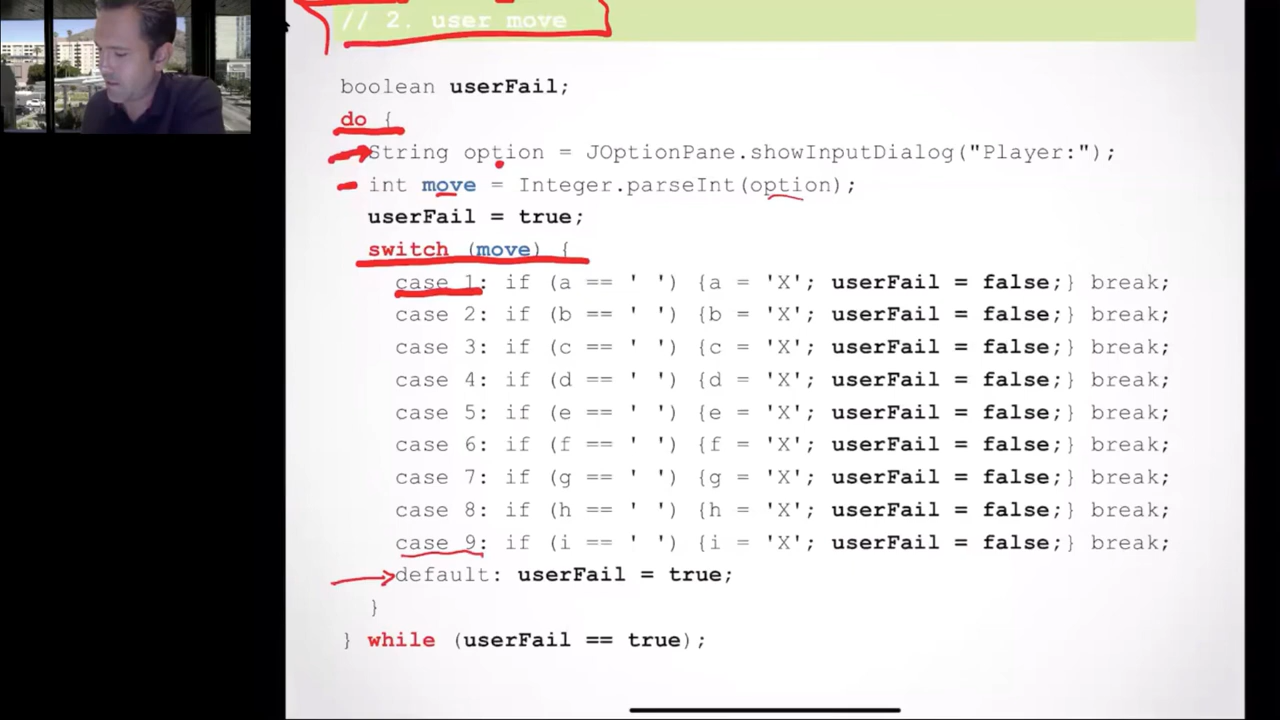 // 2. user move
boolean userFail;
do {
String option = JOptionPane.showInputDialog("Player:");
int move = Integer.parseInt(option);
userFail = true;
switch (move) {
case 1: if (a == ' ') {a = 'X'; userFail = false;} break;
case 2: if (b == ' ') {b = 'X'; userFail = false;} break;
case 3: if (c == ' ') {c = 'X'; userFail = false;} break;
case 4: if (d == ' ') {d = 'X'; userFail = false;} break;
case 5: if (e == ' ') {e = 'X'; userFail = false;} break;
case 6: if (f == ' ') {f = 'X'; userFail = false;} break;
case 7: if (g == ' ') {g = 'X'; userFail = false;} break;
case 8: if (h == ' ') {h = 'X'; userFail = false;} break;
case 9: if (i == ' ') {i = 'X'; userFail = false;} break;
default: userFail = true;
}
} while (userFail == true);